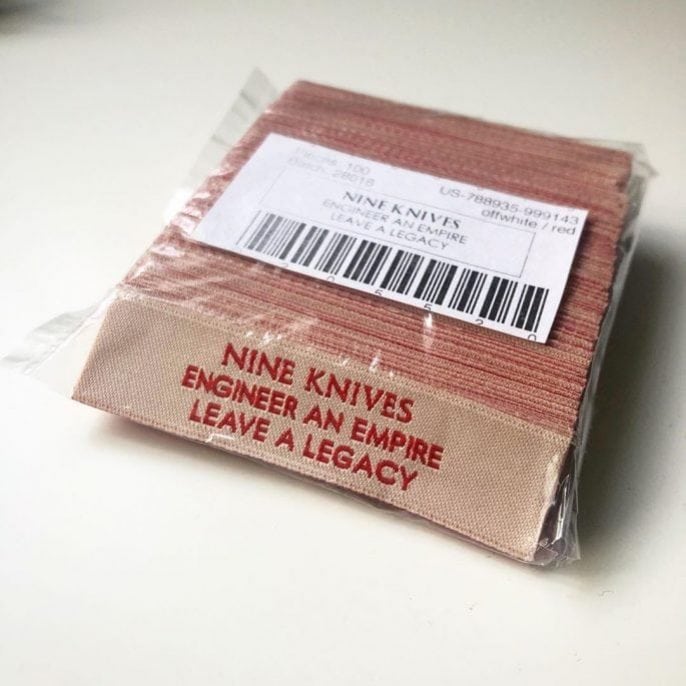 Pieces: 100
Batch: 28016
US-788935-999143
offwhite / red
NINE KNIVES
ENGINEER AN EMPIRE
LEAVE A LEGACY
NINE KNIVES
ENGINEER AN EMPIRE
LEAVE A LEGACY